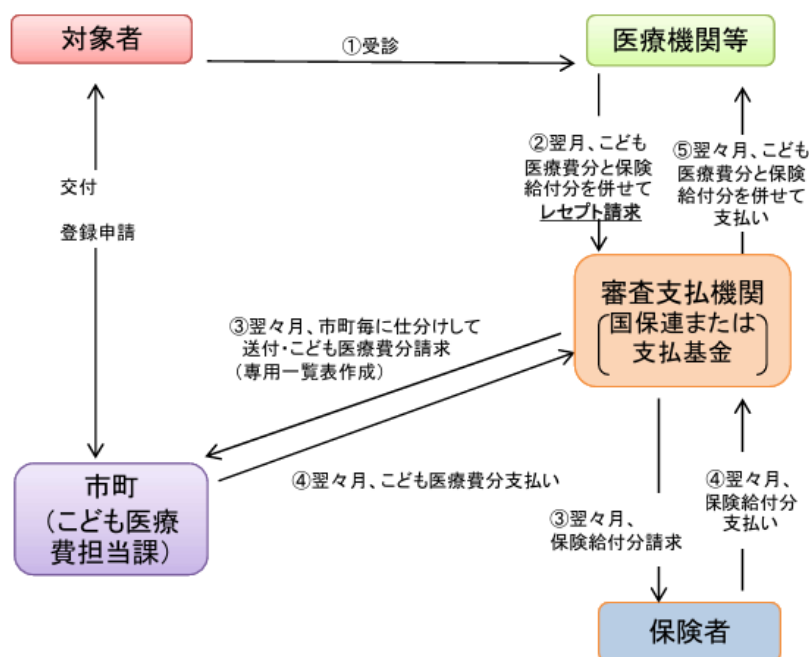 対象者
①受診
医療機関等
②翌月、こども
医療費分と保険
給付分を併せて
レセプト請求
⑤翌々月、こども
医療費分と保険
給付分を併せて
支払い
交付
登録申請
審査支払機関
(国保連または
支払基金)
③翌々月、市町毎に仕分けして
送付・こども医療費分請求
(専用一覧表作成)
④翌々月、こども医療費分支払い
市町
(こども医療
費担当課)
③翌々月、
保険給付分請求
④翌々月、
保険給付分
支払い
保険者